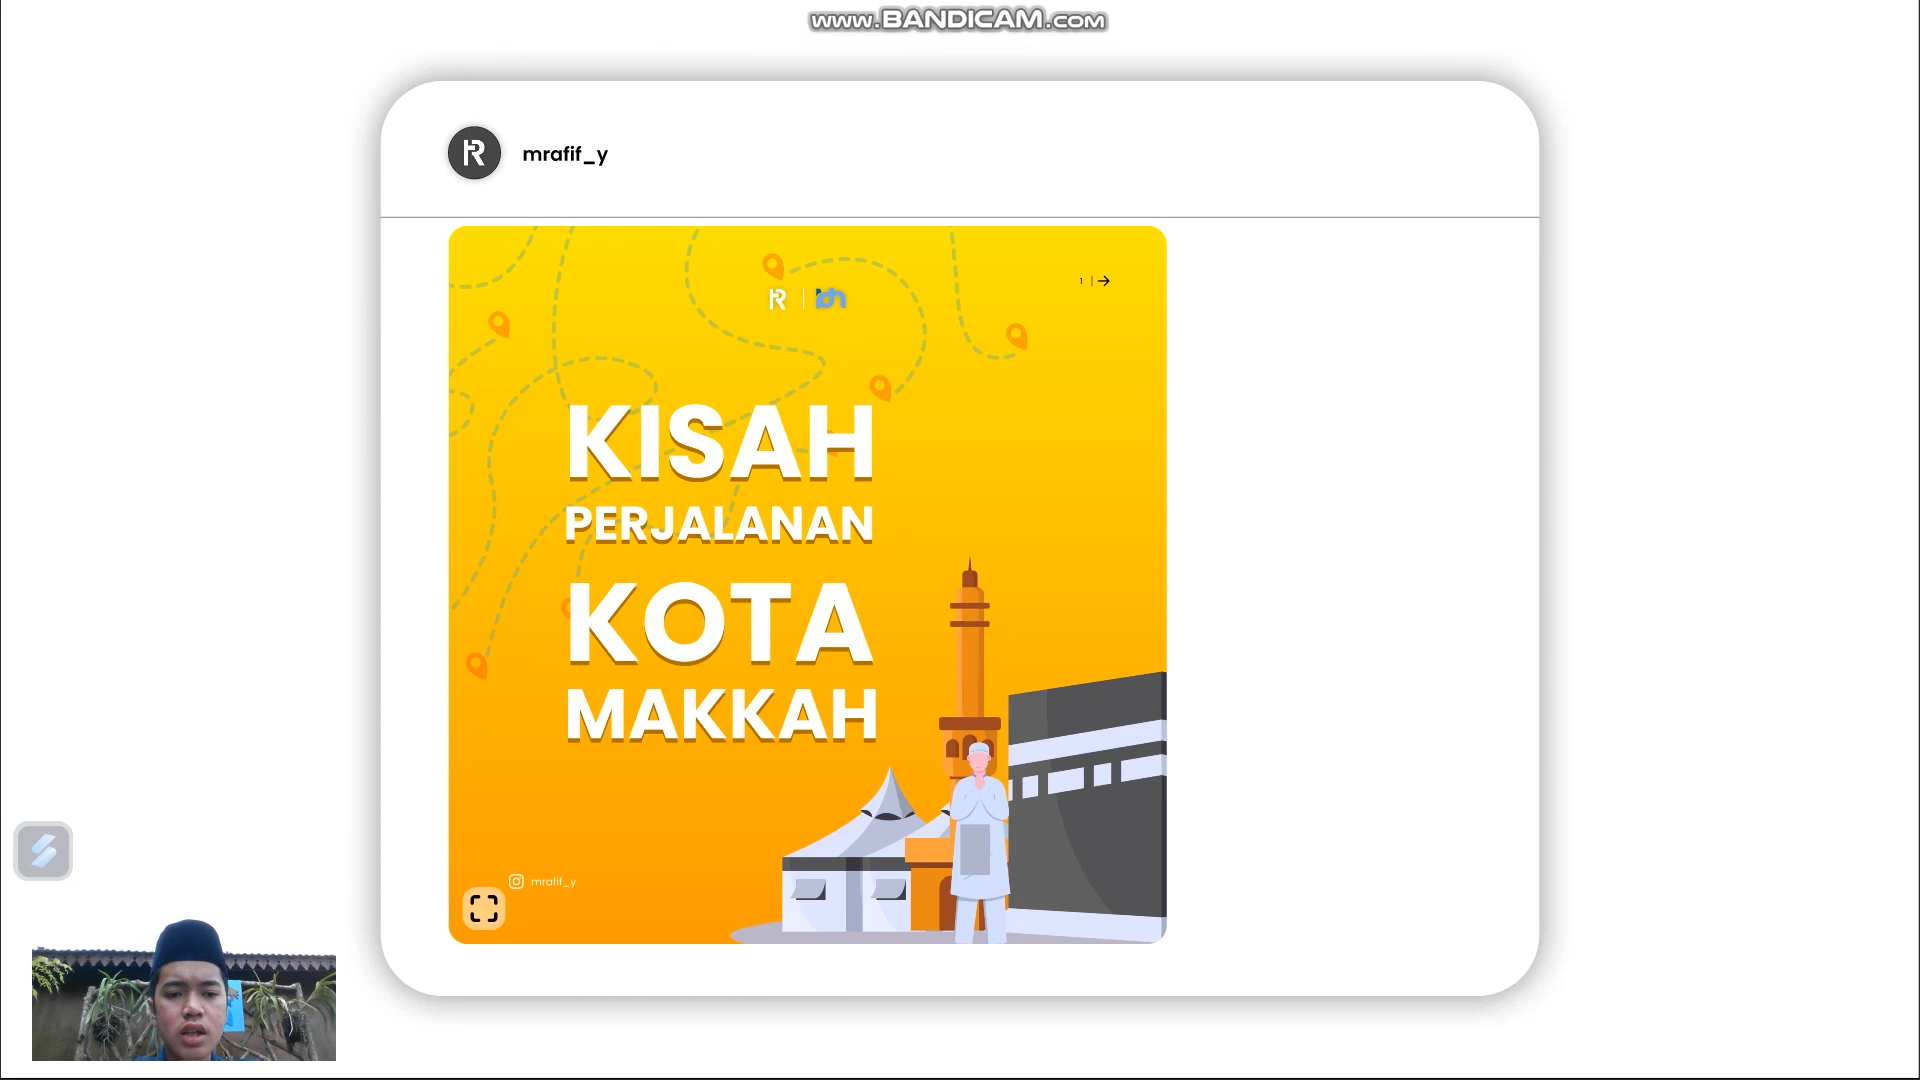 www.BANDICAM.com
mrafif_y
1 | →
KISAH
PERJALANAN
KOTA
MAKKAH
mrafif_y